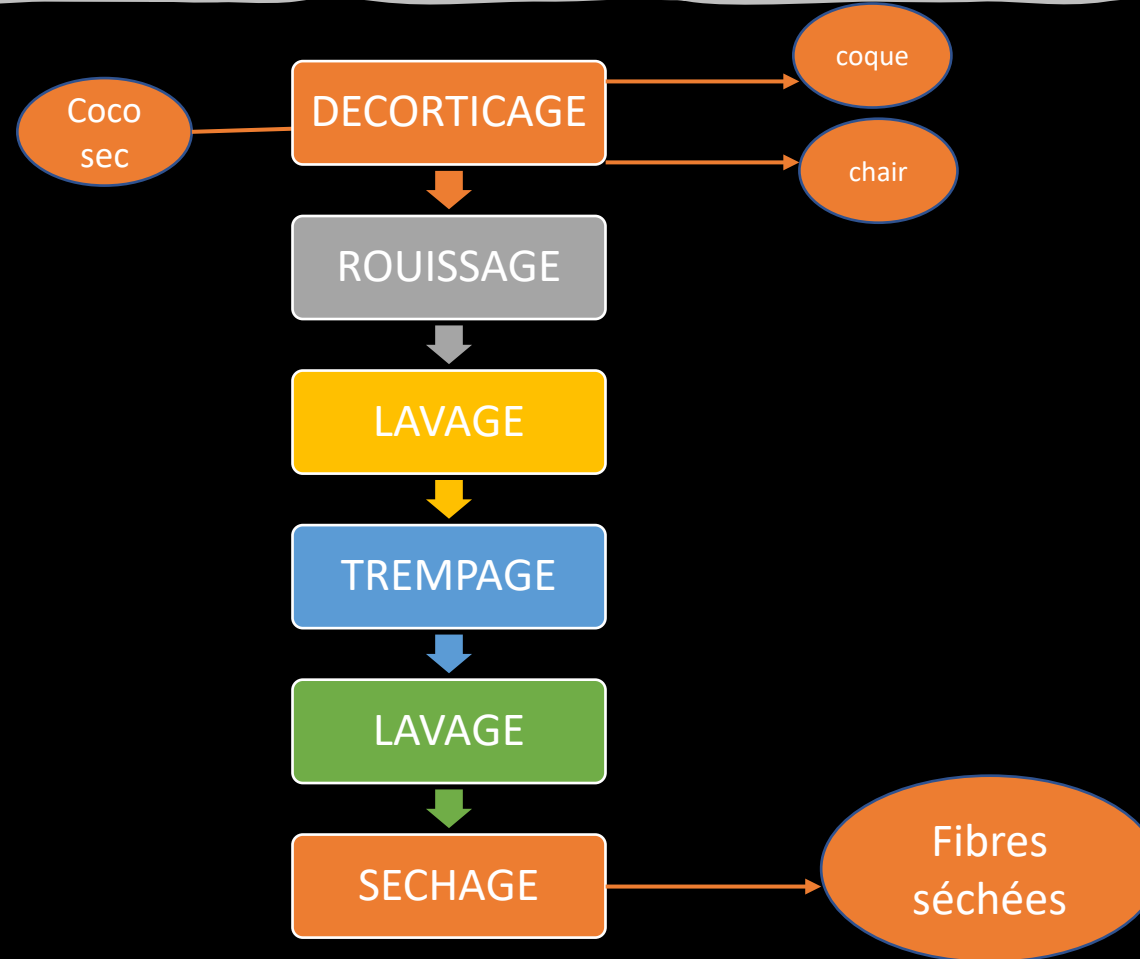 coque
Coco
sec
DECORTICAGE
chair
ROUISSAGE
LAVAGE
TREMPAGE
LAVAGE
SECHAGE
Fibres
séchées